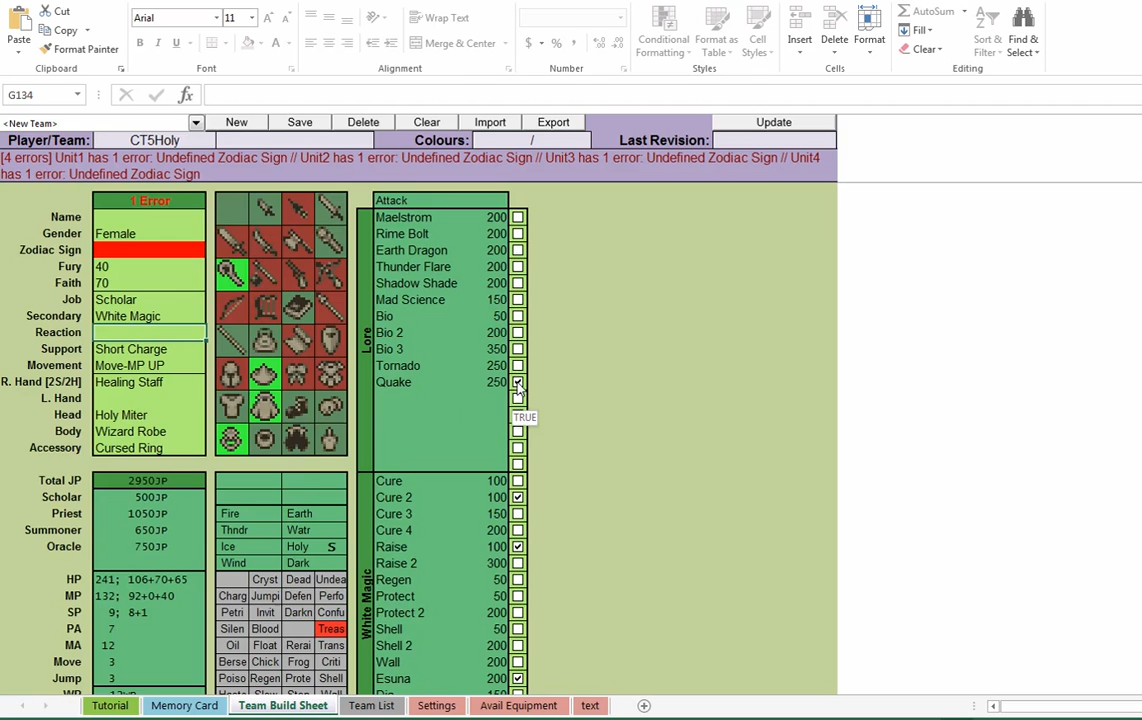 Paste
Cut
Copy
Format Painter
Clipboard
Arial
11
B I U
Font
Wrap Text
Merge & Center
Alignment
$ %
Number
Conditional Formatting
Format as Table
Cell Styles
Styles
Insert
Delete
Format
Cells
AutoSum
Fill
Clear
Sort & Filter
Find & Select
Editing
G134
fx
<New Team>
New
Save
Delete
Clear
Import
Export
Update
Player/Team:
CT5Holy
Colours:
/
Last Revision:
[4 errors] Unit1 has 1 error: Undefined Zodiac Sign // Unit2 has 1 error: Undefined Zodiac Sign // Unit3 has 1 error: Undefined Zodiac Sign // Unit4
has 1 error: Undefined Zodiac Sign
1 Error
Name
Gender Female
Zodiac Sign
Fury 40
Faith 70
Job Scholar
Secondary White Magic
Reaction
Support Short Charge
Movement Move-MP UP
R. Hand [2S/2H] Healing Staff
L. Hand
Head Holy Miter
Body Wizard Robe
Accessory Cursed Ring
Total JP 2950JP
Scholar 500JP
Priest 1050JP
Summoner 650JP
Oracle 750JP
HP 241; 106+70+65
MP 132; 92+0+40
SP 9; 8+1
PA 7
MA 12
Move 3
Jump 3
Fire Earth
Thndr Watr
Ice Holy S
Wind Dark
Cryst Dead Undea
Charg Jumpi Defen Perfo
Petri Invit Darkn Confu
Silen Blood Treas
Oil Float Rerai Trans
Berse Chick Frog Criti
Poiso Regen Prote Shell
Attack
Lore
Maelstrom 200
Rime Bolt 200
Earth Dragon 200
Thunder Flare 200
Shadow Shade 200
Mad Science 150
Bio 50
Bio 2 200
Bio 3 350
Tornado 250
Quake 250
TRUE
White Magic
Cure 100
Cure 2 100
Cure 3 150
Cure 4 200
Raise 100
Raise 2 300
Regen 50
Protect 50
Protect 2 200
Shell 50
Shell 2 200
Wall 200
Esuna 200
Tutorial
Memory Card
Team Build Sheet
Team List
Settings
Avail Equipment
text